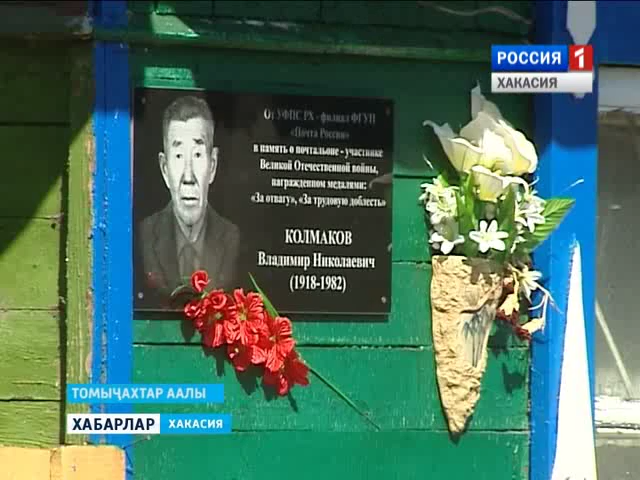 РОССИЯ 1
ХАКАСИЯ
От УФПС РХ - филиал ФГУП
«Почта России»
в память о почтальоне - участнике
Великой Отечественной войны,
награжденном медалями:
«За отвагу», «За трудовую доблесть»
КОЛМАКОВ
Владимир Николаевич
(1918-1982)
ТОМЫҶАХТАР ААЛЫ
ХАБАРЛАР ХАКАСИЯ